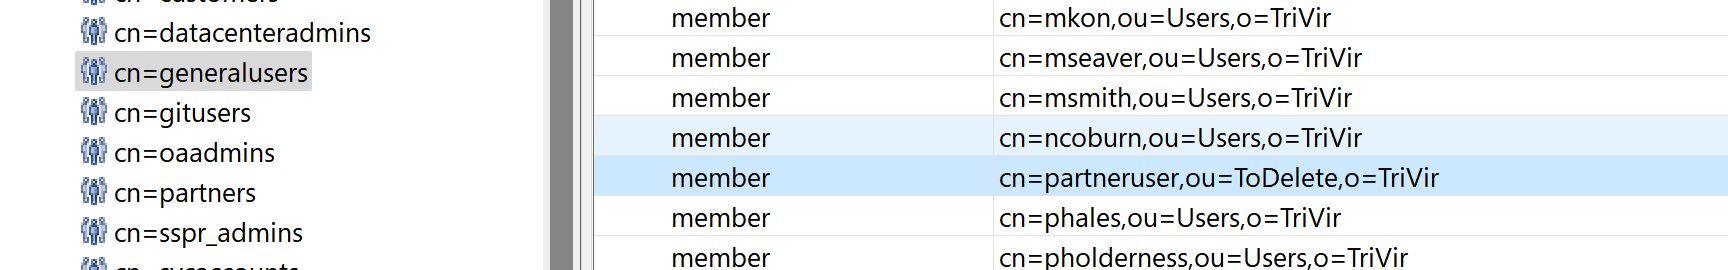 cn=customers
cn=datacenteradmins
cn=generalusers
cn=gitusers
cn=oaadmins
cn=partners
cn=sspr_admins
member cn=mkon,ou=Users,o=TriVir
member cn=mseaver,ou=Users,o=TriVir
member cn=msmith,ou=Users,o=TriVir
member cn=ncoburn,ou=Users,o=TriVir
member cn=partneruser,ou=ToDelete,o=TriVir
member cn=phales,ou=Users,o=TriVir
member cn=pholderness,ou=Users,o=TriVir